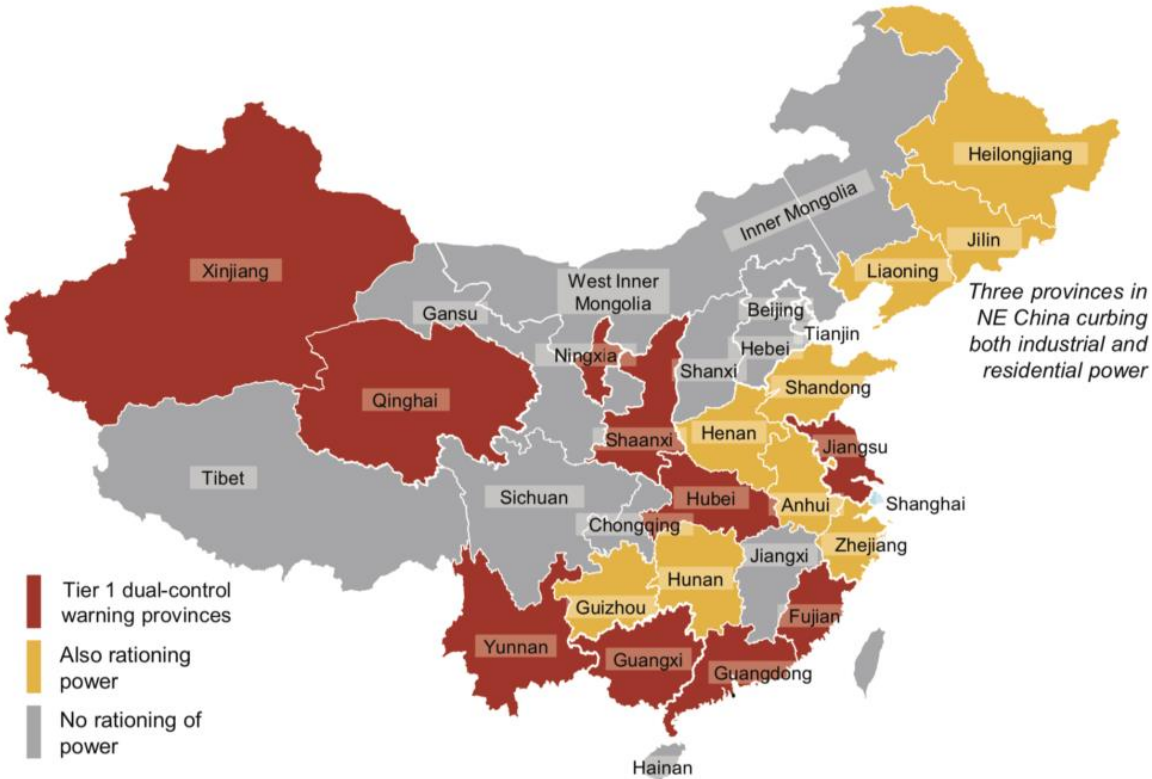 Heilongjiang
Inner Mongolia
Jilin
Liaoning
Xinjiang
West Inner
Mongolia
Three provinces in
NE China curbing
both industrial and
residential power
Gansu
Beijing
Tianjin
Hebei
Ningxia
Shanxi
Shandong
Qinghai
Henan
Shaanxi
Jiangsu
Tibet
Sichuan
Hubei
Anhui
Shanghai
Chongqing
Zhejiang
Jiangxi
Hunan
Guizhou
Fujian
Yunnan
Guangxi
Guangdong
Hainan
Tier 1 dual-control
warning provinces
Also rationing
power
No rationing of
power